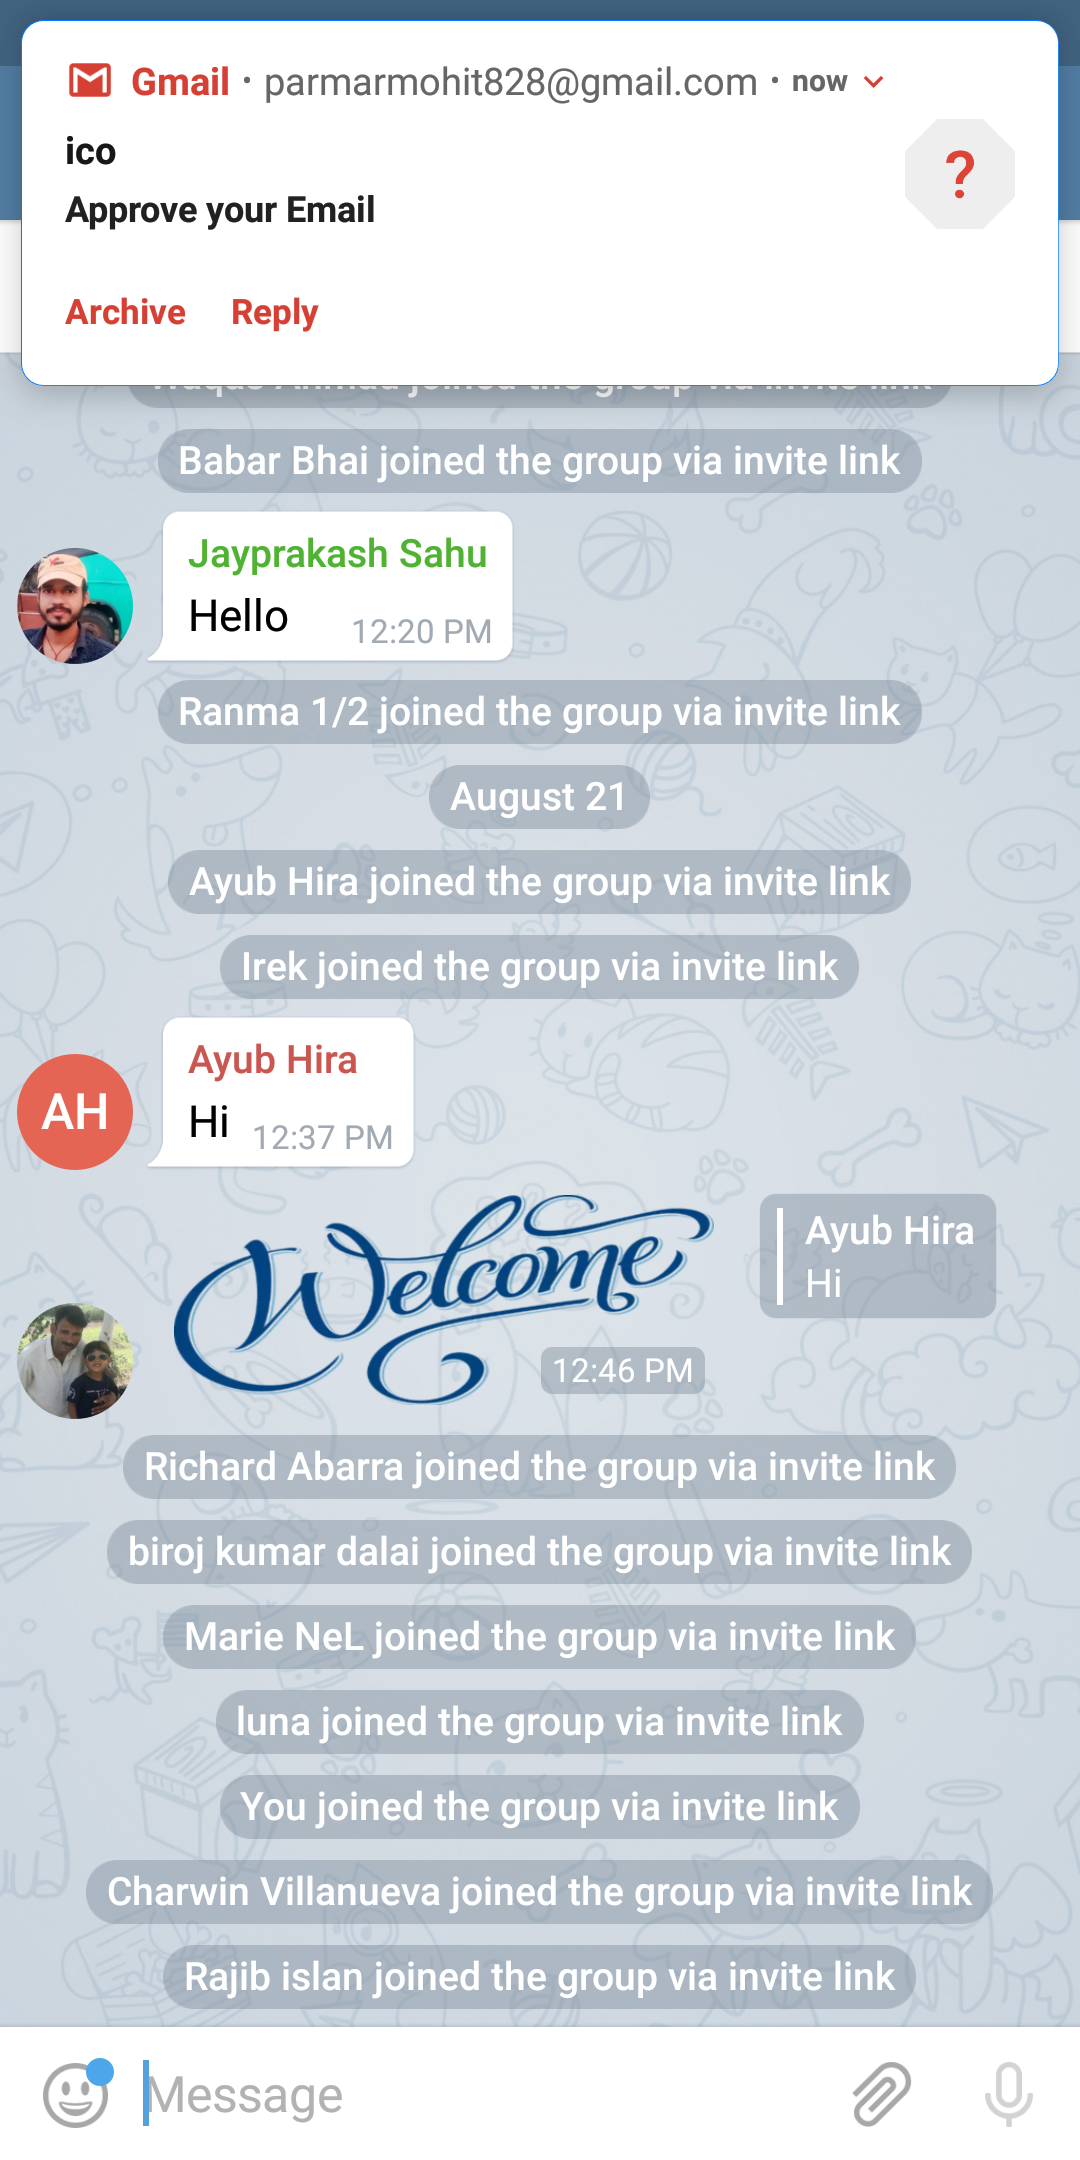 Gmail · parmarmohit828@gmail.com · now
ico
?
Approve your Email
Archive Reply
joined the group via invite link
Babar Bhai joined the group via invite link
Jayprakash Sahu
Hello 12:20 PM
Ranma 1/2 joined the group via invite link
August 21
Ayub Hira joined the group via invite link
Irek joined the group via invite link
Ayub Hira
AH
Hi 12:37 PM
Welcome
Ayub Hira
Hi
12:46 PM
Richard Abarra joined the group via invite link
biroj kumar dalai joined the group via invite link
Marie NeL joined the group via invite link
luna joined the group via invite link
You joined the group via invite link
Charwin Villanueva joined the group via invite link
Rajib islan joined the group via invite link
Message